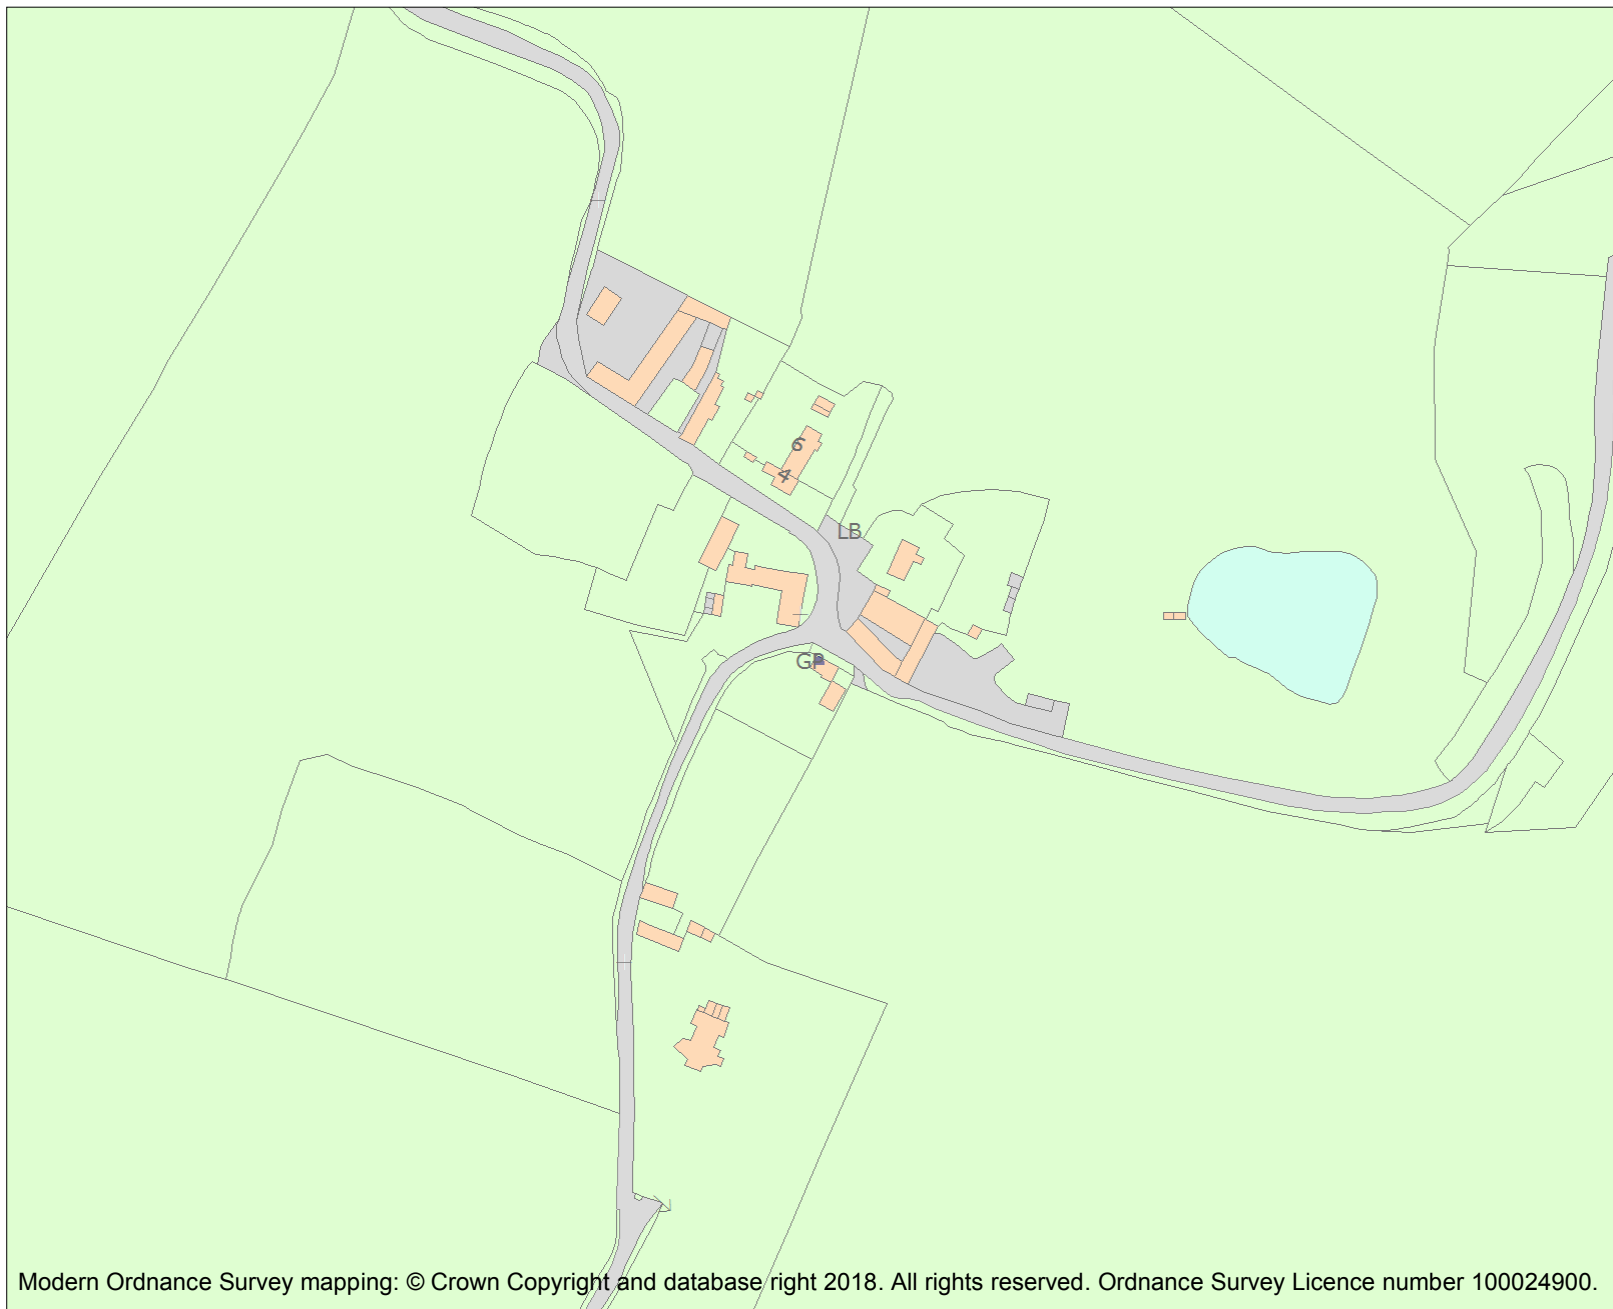 6
4
LB
GP
Modern Ordnance Survey mapping: © Crown Copyright and database right 2018. All rights reserved. Ordnance Survey Licence number 100024900.